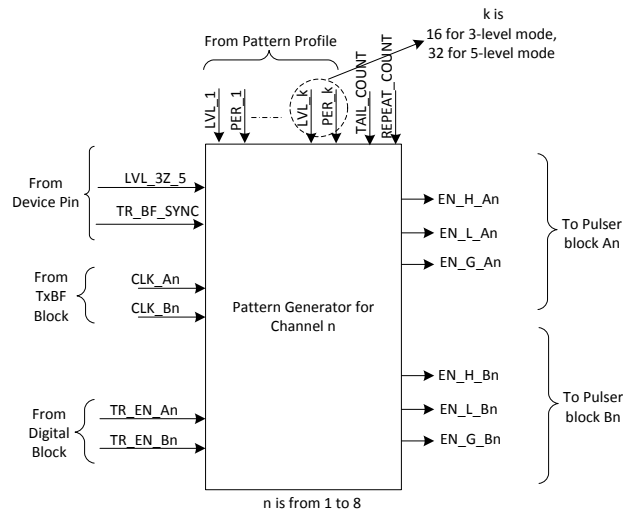 k is
16 for 3-level mode,
32 for 5-level mode
From Pattern Profile
LVL_1
PER_1
LVL_k
PER_k
TAIL_COUNT
REPEAT_COUNT
From
Device Pin
LVL_3Z_5
TR_BF_SYNC
From
TxBF
Block
CLK_An
CLK_Bn
From
Digital
Block
TR_EN_An
TR_EN_Bn
Pattern Generator for
Channel n
EN_H_An
EN_L_An
EN_G_An
To Pulser
block An
EN_H_Bn
EN_L_Bn
EN_G_Bn
To Pulser
block Bn
n is from 1 to 8